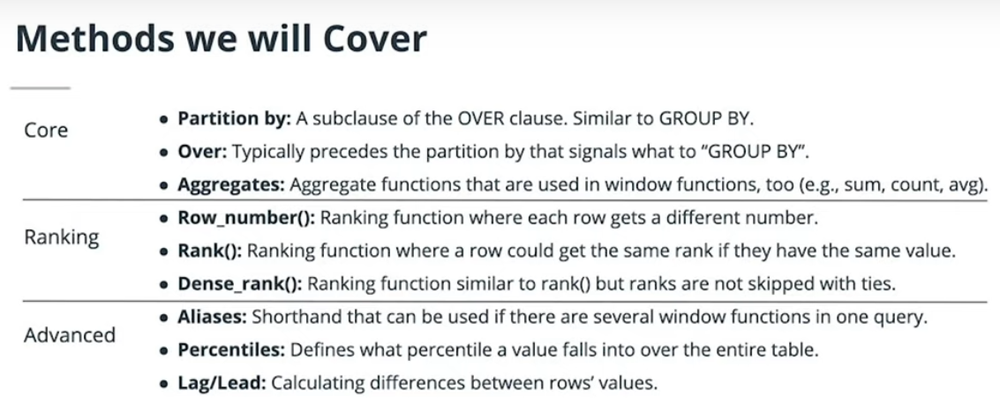 Methods we will Cover
Core
• Partition by: A subclause of the OVER clause. Similar to GROUP BY.
• Over: Typically precedes the partition by that signals what to “GROUP BY”.
• Aggregates: Aggregate functions that are used in window functions, too (e.g., sum, count, avg).
Ranking
• Row_number(): Ranking function where each row gets a different number.
• Rank(): Ranking function where a row could get the same rank if they have the same value.
• Dense_rank(): Ranking function similar to rank() but ranks are not skipped with ties.
Advanced
• Aliases: Shorthand that can be used if there are several window functions in one query.
• Percentiles: Defines what percentile a value falls into over the entire table.
• Lag/Lead: Calculating differences between rows’ values.